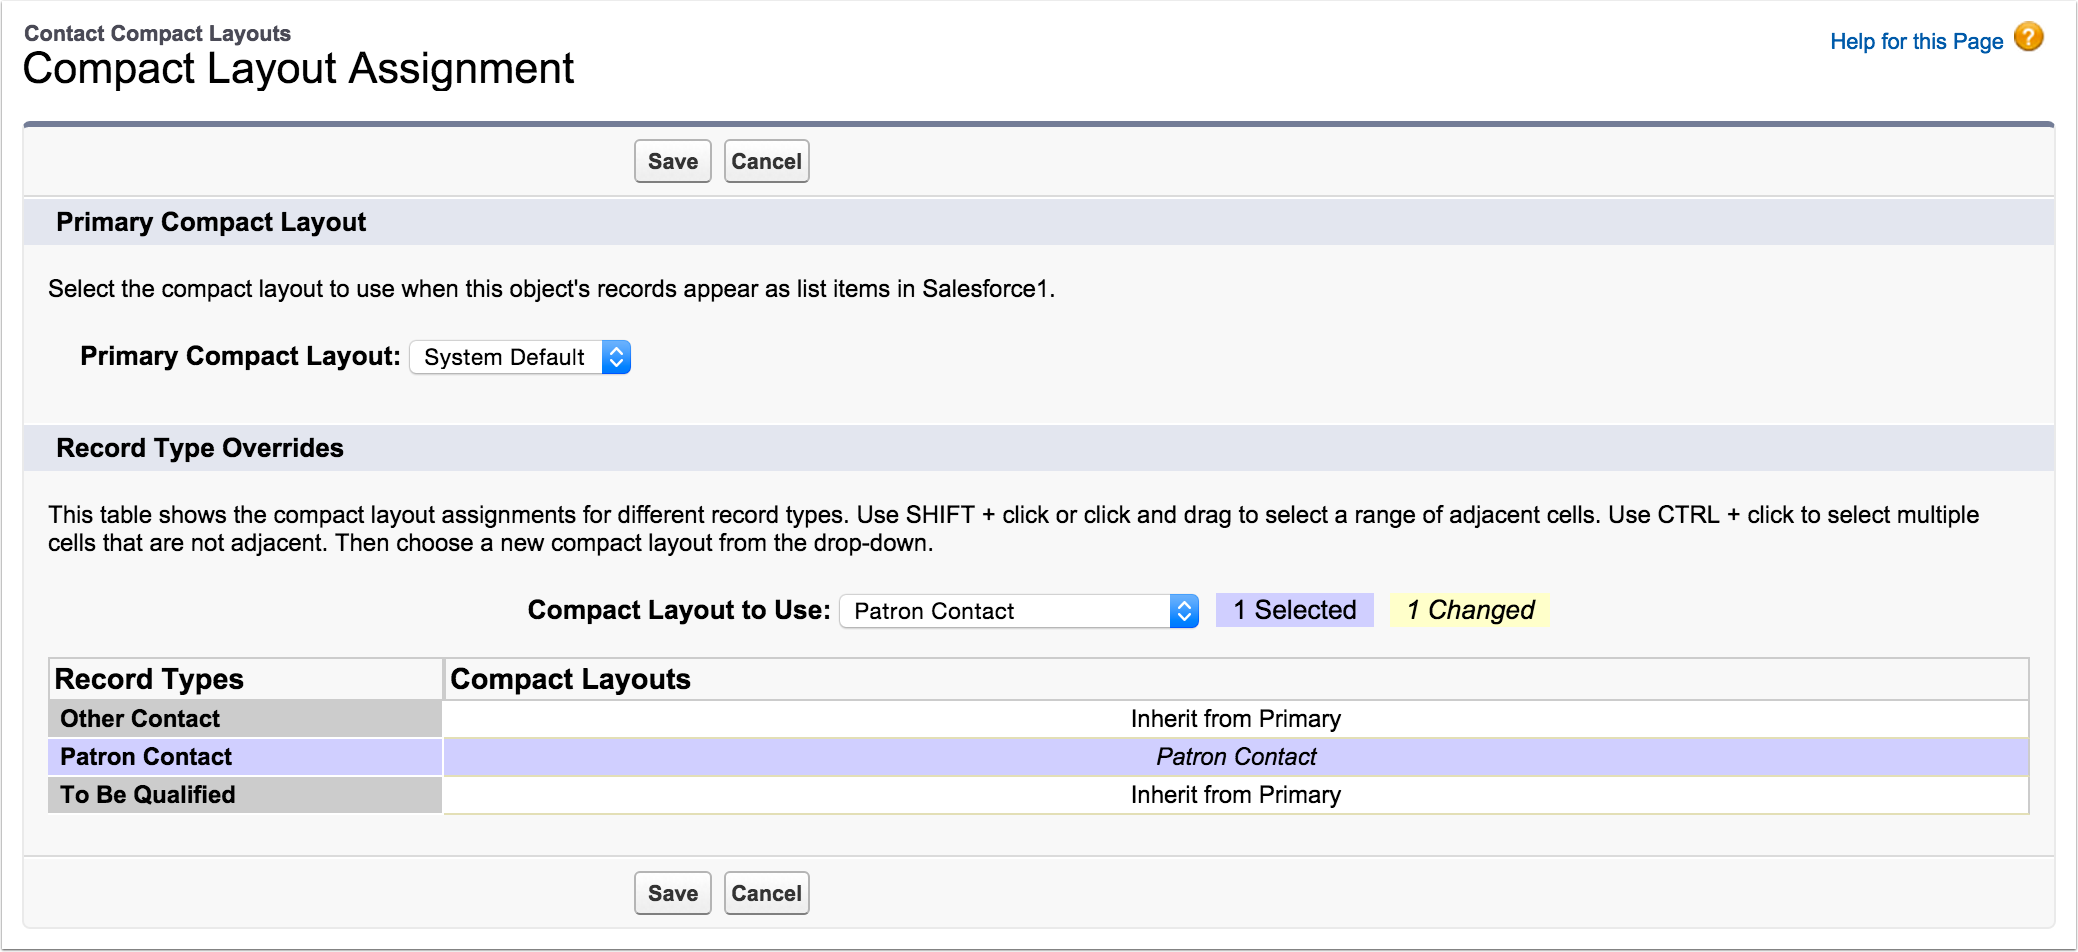 Contact Compact Layouts
Compact Layout Assignment
Help for this Page ?
Save Cancel
Primary Compact Layout
Select the compact layout to use when this object's records appear as list items in Salesforce1.
Primary Compact Layout: System Default
Record Type Overrides
This table shows the compact layout assignments for different record types. Use SHIFT + click or click and drag to select a range of adjacent cells. Use CTRL + click to select multiple
cells that are not adjacent. Then choose a new compact layout from the drop-down.
Compact Layout to Use: Patron Contact 1 Selected 1 Changed
Record Types Compact Layouts
Other Contact Inherit from Primary
Patron Contact Patron Contact
To Be Qualified Inherit from Primary
Save Cancel